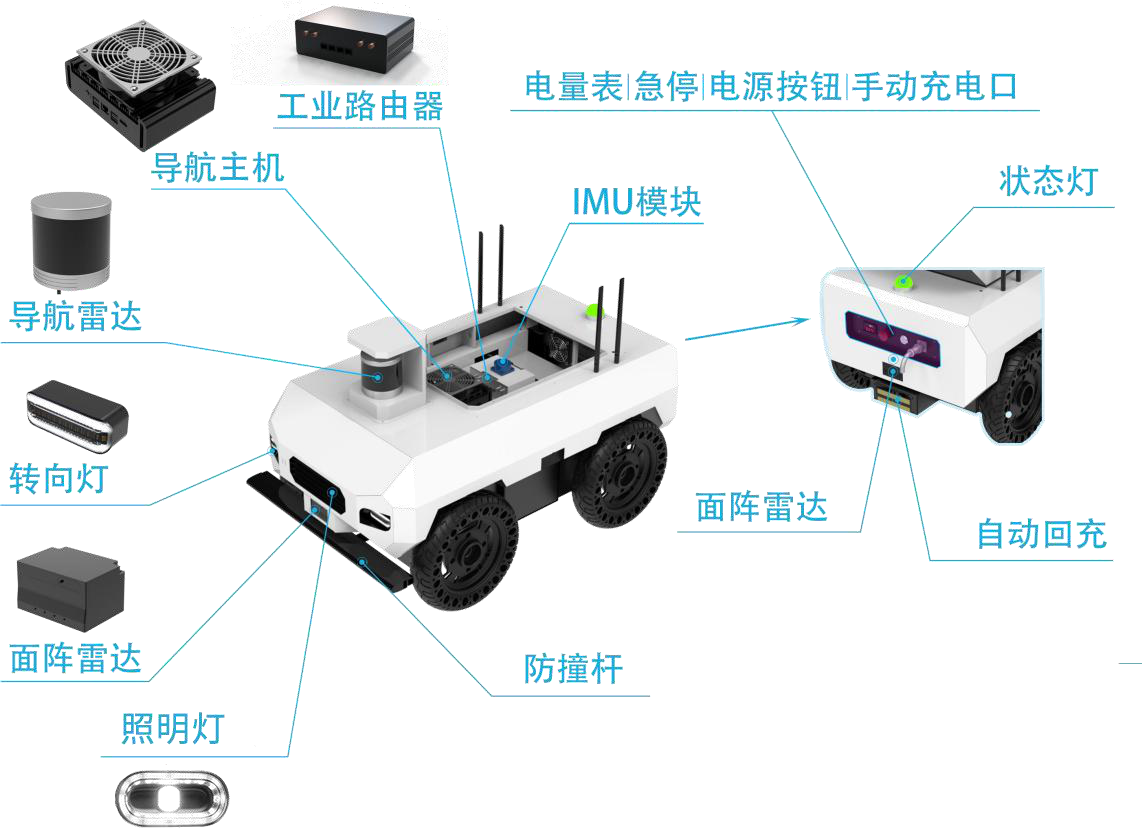 工业路由器
电量表|急停|电源按钮|手动充电口
导航主机
状态灯
IMU模块
导航雷达
转向灯
面阵雷达
自动回充
面阵雷达
防撞杆
照明灯